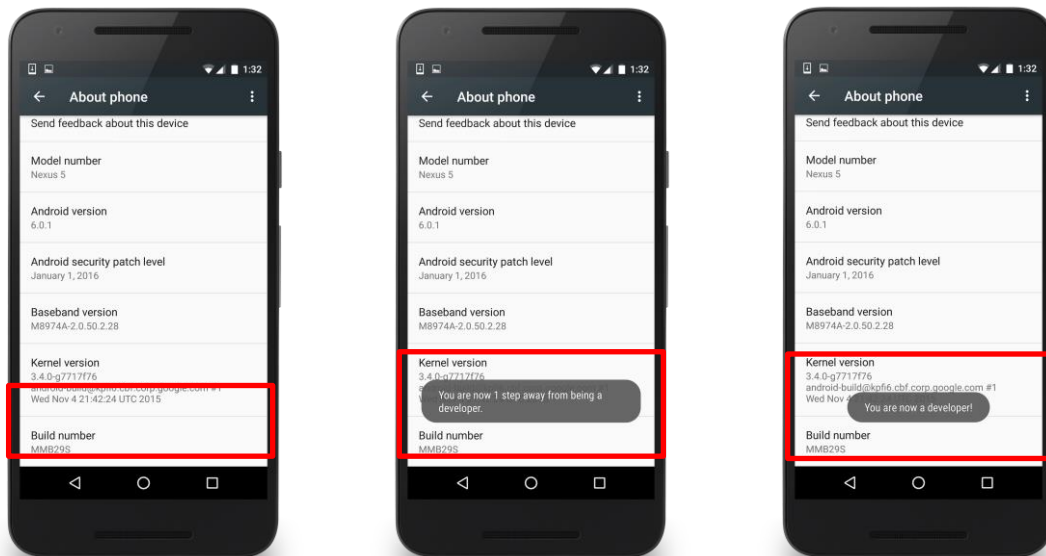 1:32
About phone
Send feedback about this device
Model number
Nexus 5
Android version
6.0.1
Android security patch level
January 1, 2016
Baseband version
M8974A-2.0.50.2.28
Kernel version
3.4.0-g7717f76
android-build@kpfi6.cbf.corp.google.com #1
Wed Nov 4 21:42:24 UTC 2015
Build number
MMB29S
1:32
About phone
Send feedback about this device
Model number
Nexus 5
Android version
6.0.1
Android security patch level
January 1, 2016
Baseband version
M8974A-2.0.50.2.28
Kernel version
3.4.0-g7717f76
You are now 1 step away from being a
developer.
Build number
MMB29S
1:32
About phone
Send feedback about this device
Model number
Nexus 5
Android version
6.0.1
Android security patch level
January 1, 2016
Baseband version
M8974A-2.0.50.2.28
Kernel version
3.4.0-g7717f76
android-build@kpfi6.cbf.corp.google.com #1
Wed Nov 4 21:42:24 UTC 2015
You are now a developer!
Build number
MMB29S